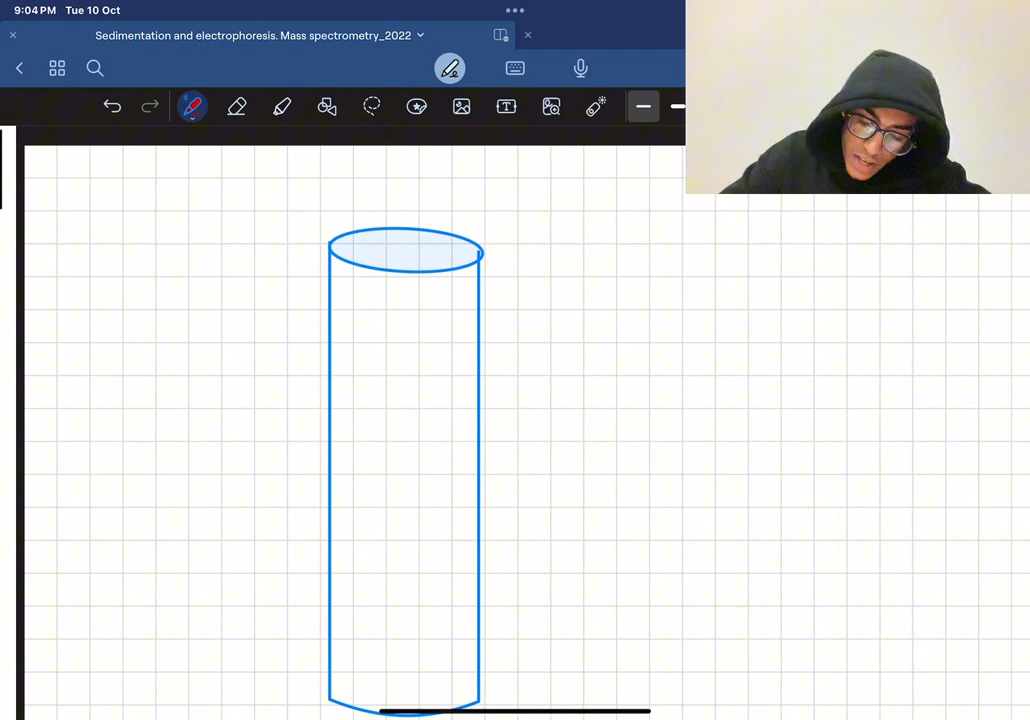 9:04 PM Tue 10 Oct
Sedimentation and electrophoresis. Mass spectrometry_2022
T